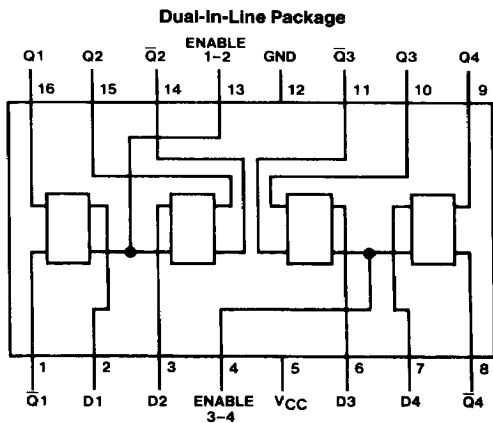 Dual-In-Line Package
Q1 Q2 Q̅2 ENABLE 1–2 GND Q̅3 Q3 Q4
16 15 14 13 12 11 10 9
1 2 3 4 5 6 7 8
Q̅1 D1 D2 ENABLE 3–4 VCC D3 D4 Q̅4